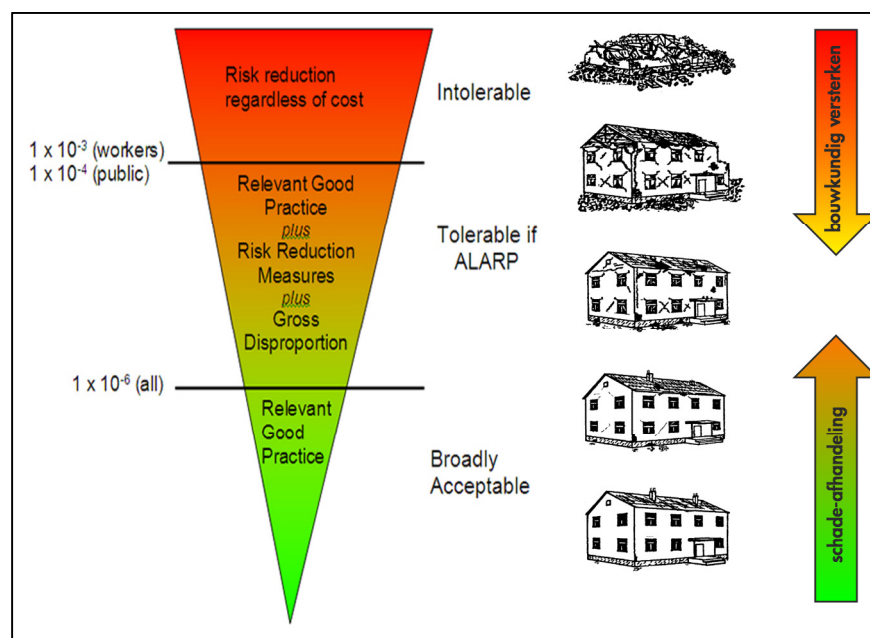 Risk reduction
regardless of cost
Intolerable
1 x 10⁻³ (workers)
1 x 10⁻⁴ (public)
Relevant Good
Practice
plus
Risk Reduction
Measures
plus
Gross
Disproportion
Tolerable if
ALARP
1 x 10⁻⁶ (all)
Relevant
Good
Practice
Broadly
Acceptable
bouwkundig versterken
schade-afhandeling